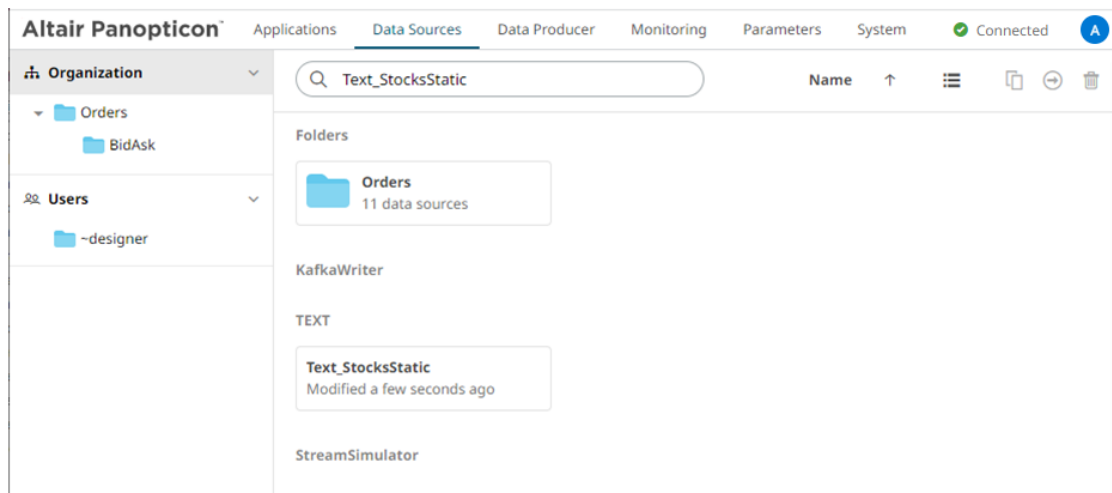 Altair Panopticon™
Applications Data Sources Data Producer Monitoring Parameters System Connected A
Organization
Orders
BidAsk
Users
~designer
Text_StocksStatic Name
Folders
Orders
11 data sources
KafkaWriter
TEXT
Text_StocksStatic
Modified a few seconds ago
StreamSimulator